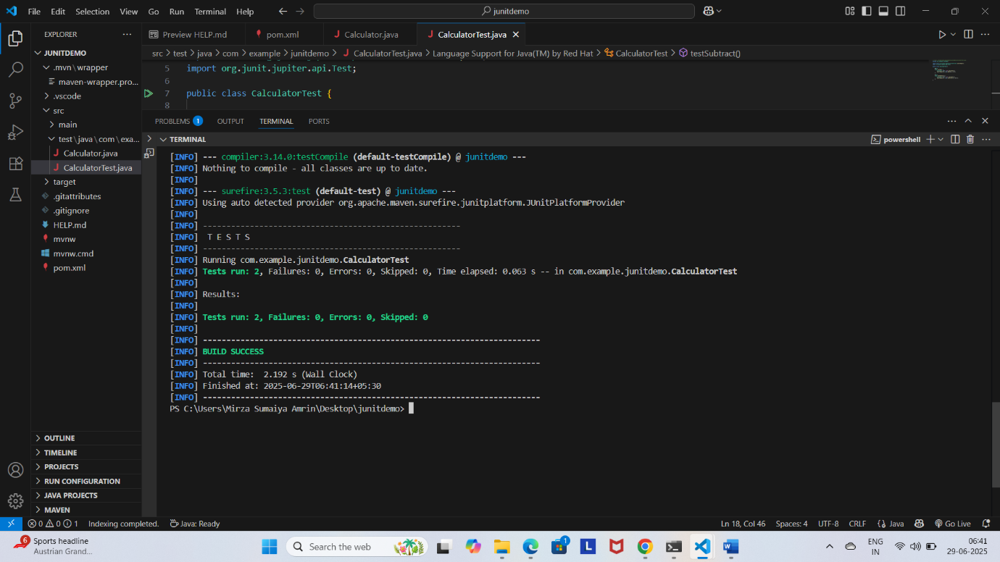 File Edit Selection View Go Run Terminal Help
junitdemo
EXPLORER
JUNITDEMO
.mvn\wrapper
maven-wrapper.pro...
.vscode
src
main
test\java\com\exa...
Calculator.java
CalculatorTest.java
target
.gitattributes
.gitignore
HELP.md
mvnw
mvnw.cmd
pom.xml
OUTLINE
TIMELINE
PROJECTS
RUN CONFIGURATION
JAVA PROJECTS
MAVEN
Preview HELP.md pom.xml Calculator.java CalculatorTest.java
src > test > java > com > example > junitdemo > CalculatorTest.java > Language Support for Java(TM) by Red Hat > CalculatorTest > testSubtract()
5 import org.junit.jupiter.api.Test;
6
7 public class CalculatorTest {
8
PROBLEMS 1 OUTPUT TERMINAL PORTS
TERMINAL
powershell
[INFO] --- compiler:3.14.0:testCompile (default-testCompile) @ junitdemo ---
[INFO] Nothing to compile - all classes are up to date.
[INFO]
[INFO] --- surefire:3.5.3:test (default-test) @ junitdemo ---
[INFO] Using auto detected provider org.apache.maven.surefire.junitplatform.JUnitPlatformProvider
[INFO]
[INFO] -------------------------------------------------------
[INFO]  T E S T S
[INFO] -------------------------------------------------------
[INFO] Running com.example.junitdemo.CalculatorTest
[INFO] Tests run: 2, Failures: 0, Errors: 0, Skipped: 0, Time elapsed: 0.063 s -- in com.example.junitdemo.CalculatorTest
[INFO]
[INFO] Results:
[INFO]
[INFO] Tests run: 2, Failures: 0, Errors: 0, Skipped: 0
[INFO]
[INFO] ------------------------------------------------------------------------
[INFO] BUILD SUCCESS
[INFO] ------------------------------------------------------------------------
[INFO] Total time:  2.192 s (Wall Clock)
[INFO] Finished at: 2025-06-29T06:41:14+05:30
[INFO] ------------------------------------------------------------------------
PS C:\Users\Mirza Sumaiya Amrin\Desktop\junitdemo>
0 0 1 Indexing completed. Java: Ready
Ln 18, Col 46 Spaces: 4 UTF-8 CRLF {} Java Go Live
6
Sports headline
Austrian Grand...
Search the web
1
L
ENG
IN
06:41
29-06-2025